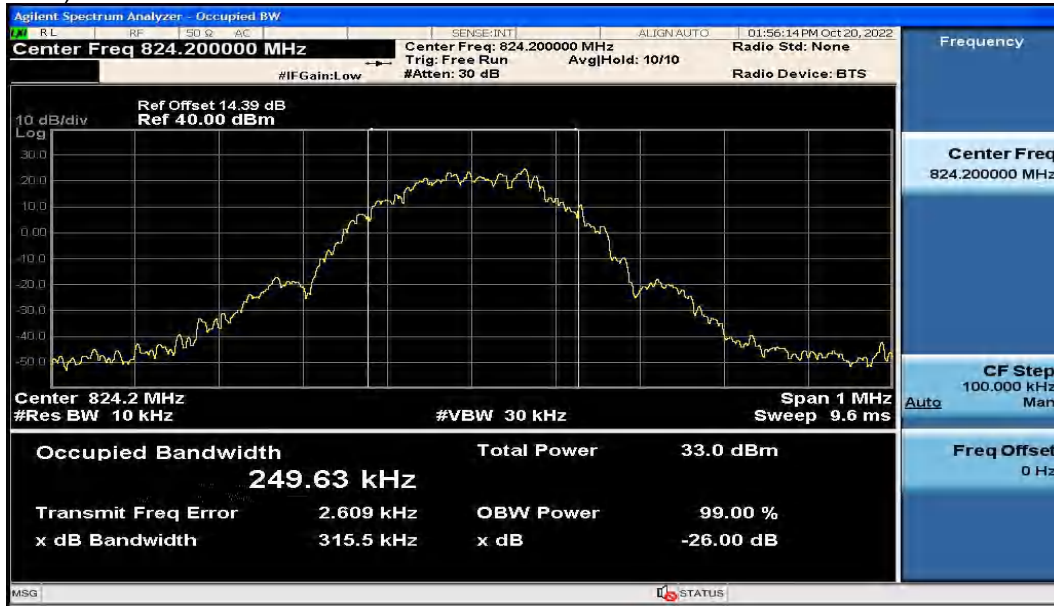 Agilent Spectrum Analyzer - Occupied BW
RL RF 50 Ω AC SENSE:INT ALIGN AUTO 01:56:14 PM Oct 20, 2022
Center Freq 824.200000 MHz Center Freq: 824.200000 MHz Radio Std: None Frequency
Trig: Free Run Avg|Hold: 10/10
#IFGain:Low #Atten: 30 dB Radio Device: BTS
Ref Offset 14.39 dB
10 dB/div Ref 40.00 dBm
Log
30.0
20.0
10.0
0.00
-10.0
-20.0
-30.0
-40.0
-50.0
Center Freq
824.200000 MHz
Center 824.2 MHz Span 1 MHz
#Res BW 10 kHz #VBW 30 kHz Sweep 9.6 ms
CF Step
100.000 kHz
Auto Man
Occupied Bandwidth Total Power 33.0 dBm
249.63 kHz
Transmit Freq Error 2.609 kHz OBW Power 99.00 %
x dB Bandwidth 315.5 kHz x dB -26.00 dB
Freq Offset
0 Hz
MSG STATUS